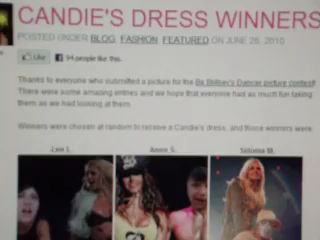 CANDIE'S DRESS WINNERS
POSTED UNDER BLOG, FASHION, FEATURED ON JUNE 28, 2010
Like 94 people like this.
Thanks to everyone who submitted a picture for the Be Britney's Dancer picture contest!
There were some amazing entries and we hope that everyone had as much fun taking
them as we had looking at them.
Winners were chosen at random to receive a Candie's dress, and those winners were: